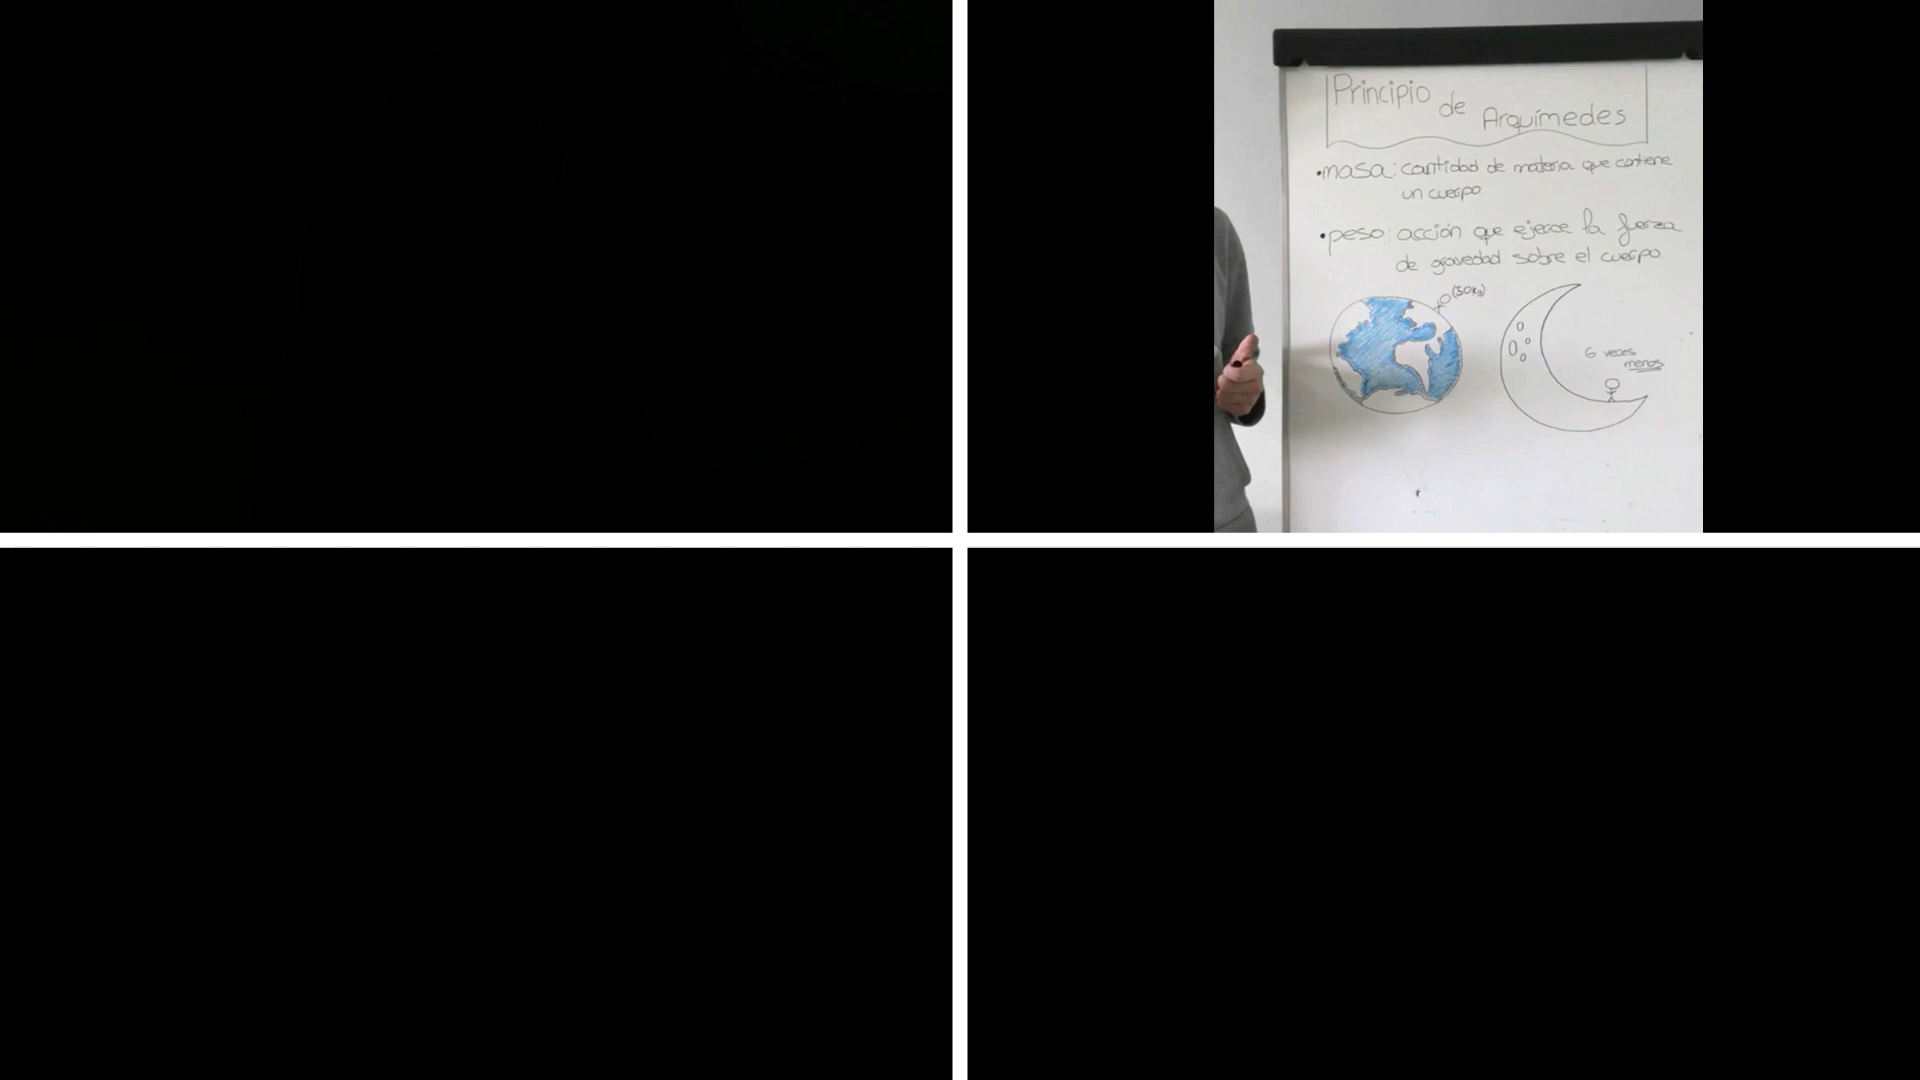 Principio de Arquímedes
•masa: cantidad de materia que contiene
un cuerpo
•peso: acción que ejerce la fuerza
de gravedad sobre el cuerpo
(50kg)
6 veces
menos